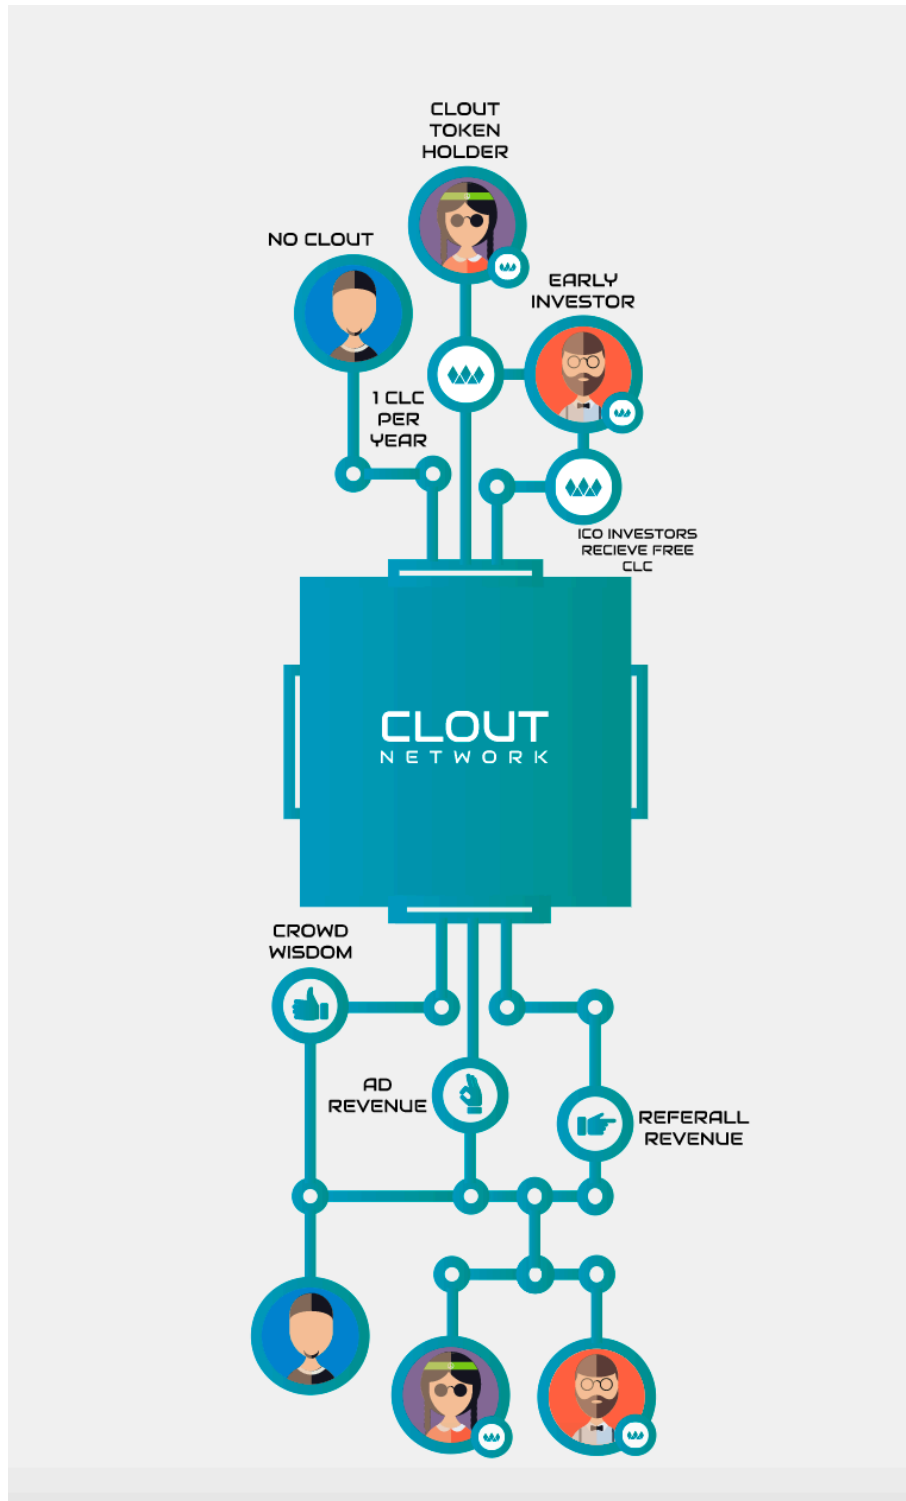 CLOUT
TOKEN
HOLDER
NO CLOUT
EARLY
INVESTOR
1 CLC
PER
YEAR
ICO INVESTORS
RECIEVE FREE
CLC
CLOUT
NETWORK
CROWD
WISDOM
AD
REVENUE
REFERALL
REVENUE